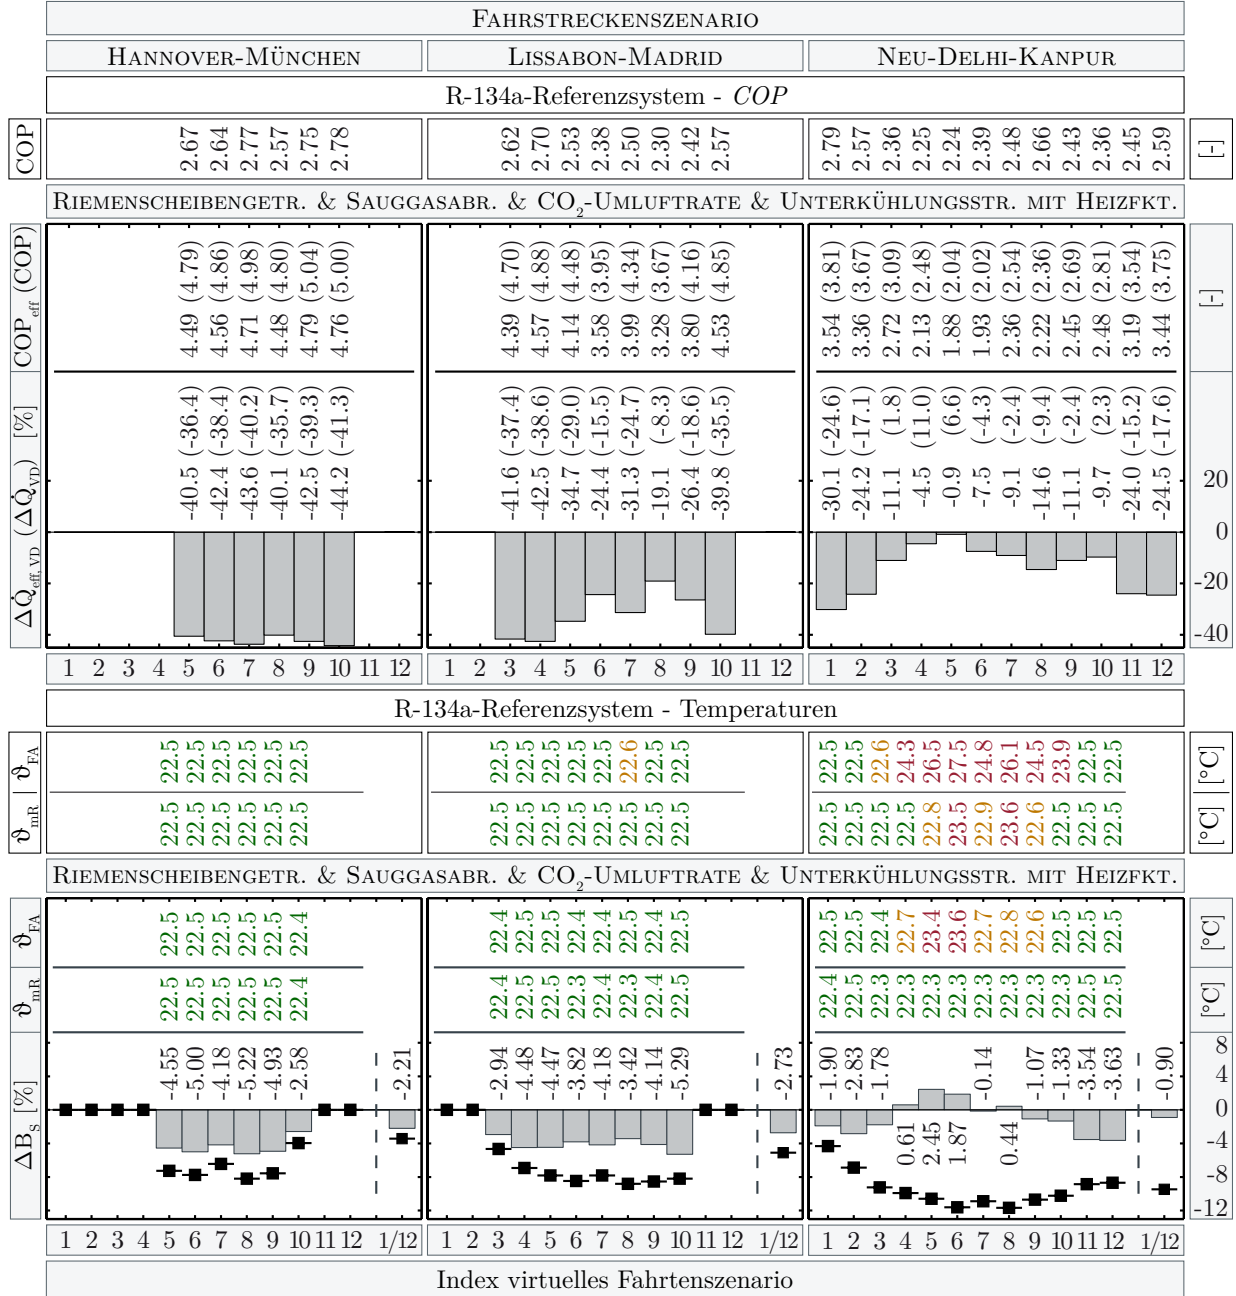 FAHRSTRECKENSZENARIO
HANNOVER-MÜNCHEN LISSABON-MADRID NEU-DELHI-KANPUR
R-134a-Referenzsystem - COP
COP 2.67 2.64 2.77 2.57 2.75 2.78 2.62 2.70 2.53 2.38 2.50 2.30 2.42 2.57 2.79 2.57 2.36 2.25 2.24 2.39 2.48 2.66 2.43 2.36 2.45 2.59 [-]
RIEMENSCHEIBENGETR. & SAUGGASABR. & CO₂-UMLUFTRATE & UNTERKÜHLUNGSSTR. MIT HEIZFKT.
COP_eff (COP) 4.49 (4.79) 4.56 (4.86) 4.71 (4.98) 4.48 (4.80) 4.79 (5.04) 4.76 (5.00) 4.39 (4.70) 4.57 (4.88) 4.14 (4.48) 3.58 (3.95) 3.99 (4.34) 3.28 (3.67) 3.80 (4.16) 4.53 (4.85) 3.54 (3.81) 3.36 (3.67) 2.72 (3.09) 2.13 (2.48) 1.88 (2.04) 1.93 (2.02) 2.36 (2.54) 2.22 (2.36) 2.45 (2.69) 2.48 (2.81) 3.19 (3.54) 3.44 (3.75) [-]
ΔQ̇_eff, VD (ΔQ̇_VD) [%] -40.5 (-36.4) -42.4 (-38.4) -43.6 (-40.2) -40.1 (-35.7) -42.5 (-39.3) -44.2 (-41.3) -41.6 (-37.4) -42.5 (-38.6) -34.7 (-29.0) -24.4 (-15.5) -31.3 (-24.7) -19.1 (-8.3) -26.4 (-18.6) -39.8 (-35.5) -30.1 (-24.6) -24.2 (-17.1) -11.1 (1.8) -4.5 (11.0) -0.9 (6.6) -7.5 (-4.3) -9.1 (-2.4) -14.6 (-9.4) -11.1 (-2.4) -9.7 (2.3) -24.0 (-15.2) -24.5 (-17.6)
20
0
-20
-40
1 2 3 4 5 6 7 8 9 10 11 12 1 2 3 4 5 6 7 8 9 10 11 12 1 2 3 4 5 6 7 8 9 10 11 12
R-134a-Referenzsystem - Temperaturen
ϑ_mR | ϑ_FA [°C] | [°C]
22.5 22.5 22.5 22.5 22.5 22.5 22.5 22.5 22.5 22.5 22.5 22.6 22.5 22.5 22.5 22.5 22.6 24.3 26.5 27.5 24.8 26.1 24.5 23.9 22.5 22.5
22.5 22.5 22.5 22.5 22.5 22.5 22.5 22.5 22.5 22.5 22.5 22.5 22.5 22.5 22.5 22.5 22.5 22.5 22.8 23.5 22.9 23.6 22.6 22.5 22.5 22.5
RIEMENSCHEIBENGETR. & SAUGGASABR. & CO₂-UMLUFTRATE & UNTERKÜHLUNGSSTR. MIT HEIZFKT.
ϑ_FA 22.5 22.5 22.5 22.5 22.5 22.4 22.4 22.5 22.5 22.4 22.4 22.5 22.4 22.5 22.5 22.5 22.4 22.7 23.4 23.6 22.7 22.8 22.6 22.5 22.5 22.5 [°C]
ϑ_mR 22.5 22.5 22.5 22.5 22.5 22.4 22.4 22.5 22.5 22.3 22.4 22.3 22.4 22.5 22.4 22.5 22.3 22.3 22.3 22.3 22.3 22.3 22.3 22.3 22.5 22.5 [°C]
ΔB_S [%] -4.55 -5.00 -4.18 -5.22 -4.93 -2.58 -2.21 -2.94 -4.48 -4.47 -3.82 -4.18 -3.42 -4.14 -5.29 -2.73 -1.90 -2.83 -1.78 0.61 2.45 1.87 -0.14 0.44 -1.07 -1.33 -3.54 -3.63 -0.90
8
4
0
-4
-8
-12
1 2 3 4 5 6 7 8 9 10 11 12 1/12 1 2 3 4 5 6 7 8 9 10 11 12 1/12 1 2 3 4 5 6 7 8 9 10 11 12 1/12
Index virtuelles Fahrtenszenario